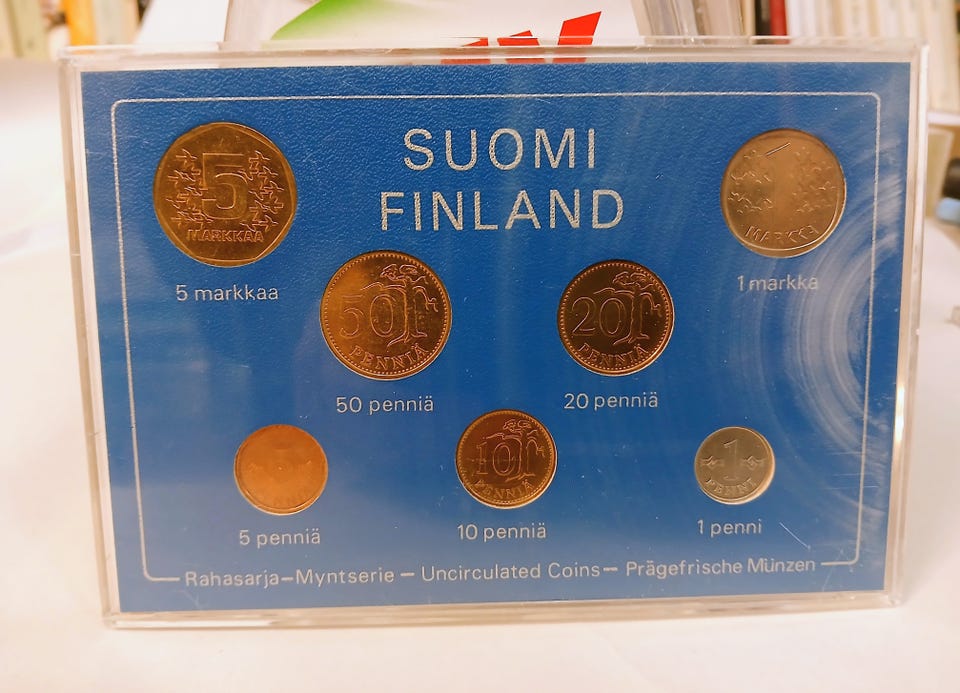 SUOMI
FINLAND
5
MARKKAA
5 markkaa
1
MARKKA
1 markka
50
PENNIÄ
50 penniä
20
PENNIÄ
20 penniä
5
5 penniä
10
PENNIÄ
10 penniä
1
PENNI
1 penni
Rahasarja–Myntserie – Uncirculated Coins – Prägefrische Münzen